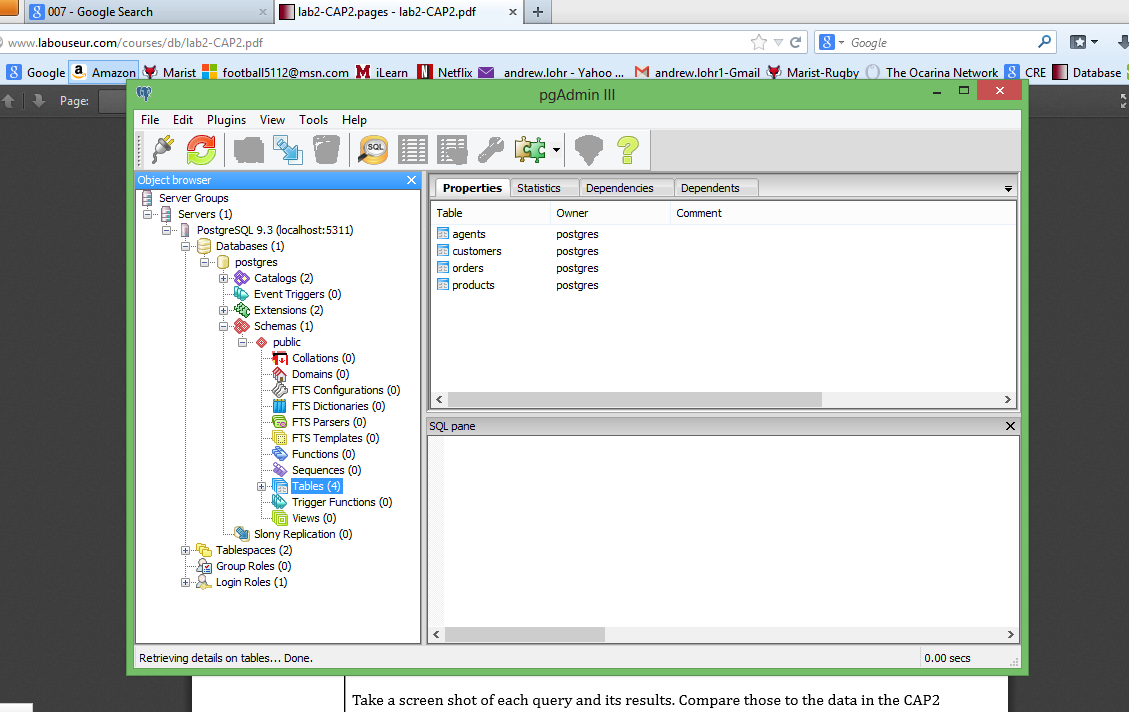 007 - Google Search
lab2-CAP2.pages - lab2-CAP2.pdf
www.labouseur.com/courses/db/lab2-CAP2.pdf
Google
Google Amazon Marist football5112@msn.com iLearn Netflix andrew.lohr - Yahoo ... andrew.lohr1-Gmail Marist-Rugby The Ocarina Network CRE Database
Page:
pgAdmin III
File Edit Plugins View Tools Help
SQL
Object browser
Server Groups
Servers (1)
PostgreSQL 9.3 (localhost:5311)
Databases (1)
postgres
Catalogs (2)
Event Triggers (0)
Extensions (2)
Schemas (1)
public
Collations (0)
Domains (0)
FTS Configurations (0)
FTS Dictionaries (0)
FTS Parsers (0)
FTS Templates (0)
Functions (0)
Sequences (0)
Tables (4)
Trigger Functions (0)
Views (0)
Slony Replication (0)
Tablespaces (2)
Group Roles (0)
Login Roles (1)
Properties Statistics Dependencies Dependents
Table Owner Comment
agents postgres
customers postgres
orders postgres
products postgres
SQL pane
Retrieving details on tables... Done.
0.00 secs
Take a screen shot of each query and its results. Compare those to the data in the CAP2